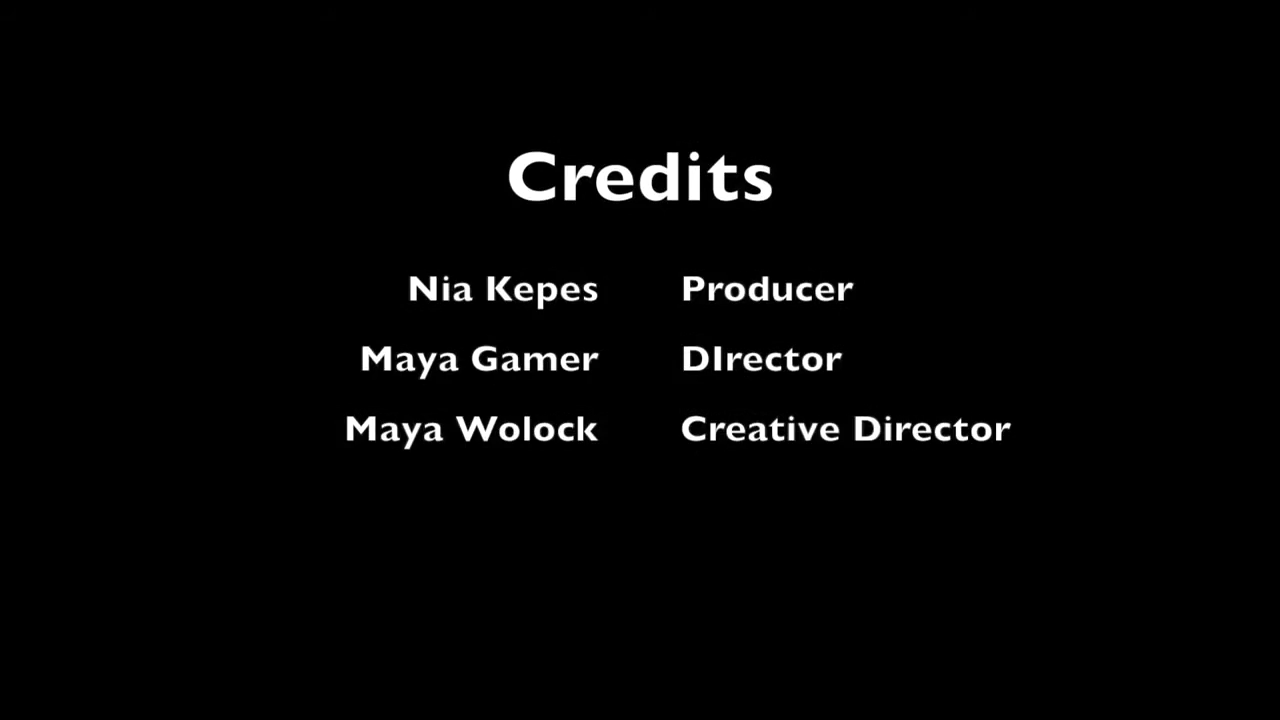 Credits
Nia Kepes Producer
Maya Gamer DIrector
Maya Wolock Creative Director